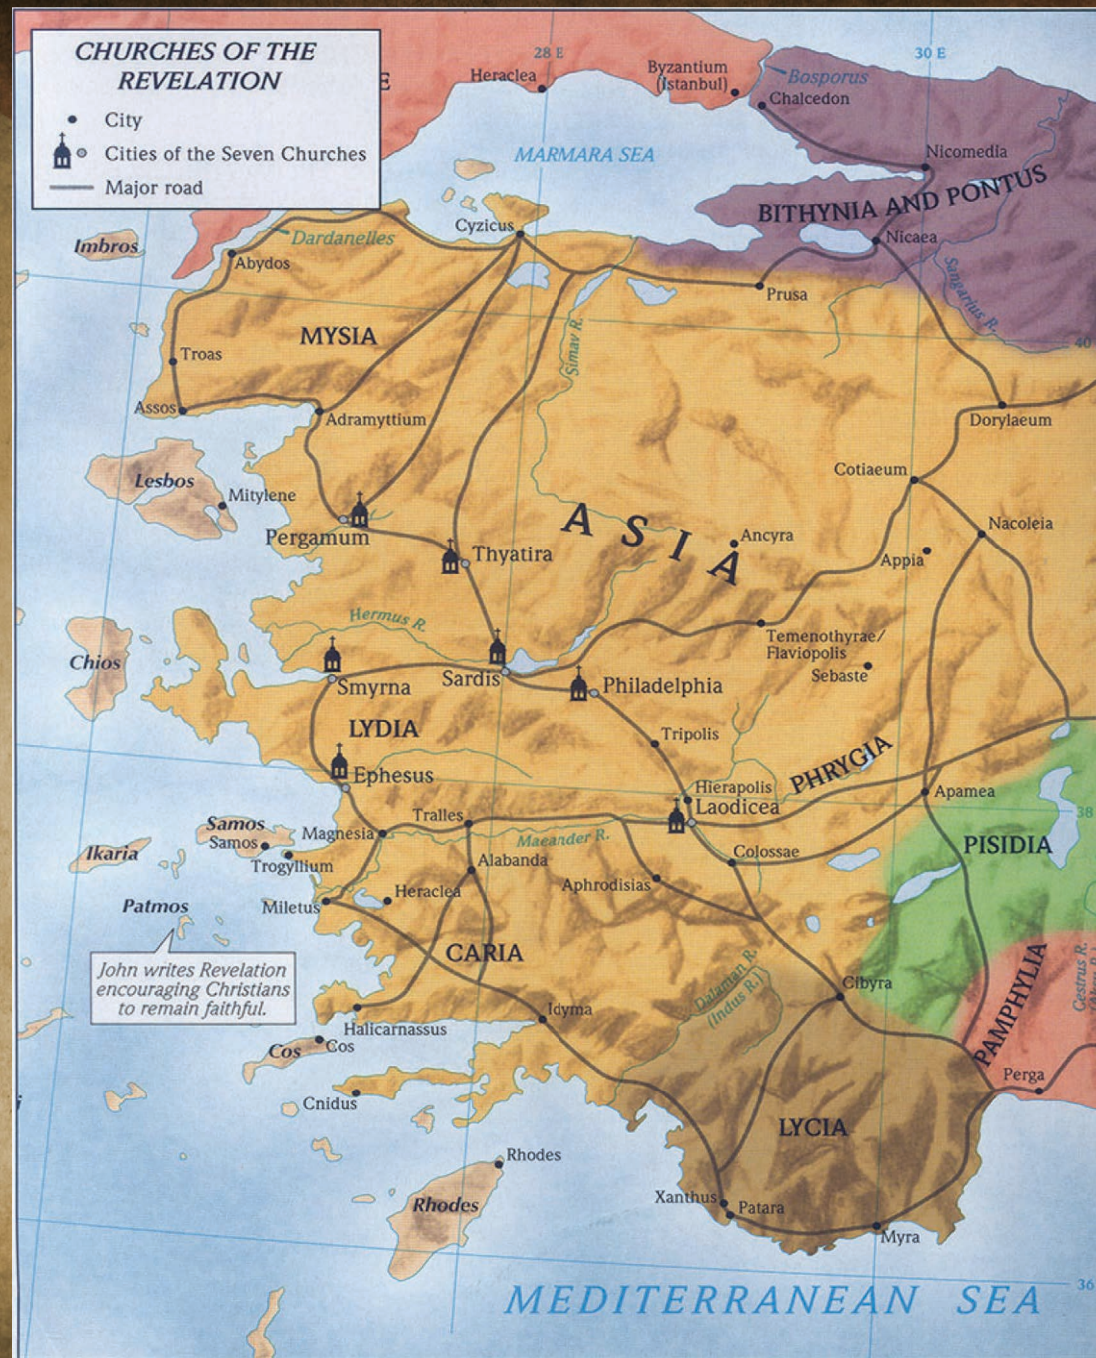 CHURCHES OF THE
REVELATION
City
Cities of the Seven Churches
Major road
E
28 E
30 E
Heraclea
Byzantium
(Istanbul)
Bosporus
Chalcedon
MARMARA SEA
Nicomedia
BITHYNIA AND PONTUS
Imbros
Dardanelles
Cyzicus
Nicaea
Abydos
Sangarius R.
Prusa
MYSIA
Simav R.
40
Troas
Assos
Adramyttium
Dorylaeum
Lesbos
Mitylene
Cotiaeum
Pergamum
ASIA
Nacoleia
Ancyra
Thyatira
Appia
Hermus R.
Chios
Temenothyrae/
Flaviopolis
Sebaste
Smyrna
Sardis
Philadelphia
LYDIA
Tripolis
PHRYGIA
Ephesus
Hierapolis
Laodicea
Apamea
38
Samos
Samos
Magnesia
Tralles
Maeander R.
PISIDIA
Ikaria
Trogyllium
Alabanda
Colossae
Patmos
Miletus
Heraclea
Aphrodisias
John writes Revelation
encouraging Christians
to remain faithful.
CARIA
Dalaman R.
(Indus R.)
Cibyra
PAMPHYLIA
Cestrus R.
Halicarnassus
Idyma
Cos
Cos
Cnidus
Perga
LYCIA
Rhodes
Rhodes
Xanthus
Patara
Myra
36
MEDITERRANEAN SEA